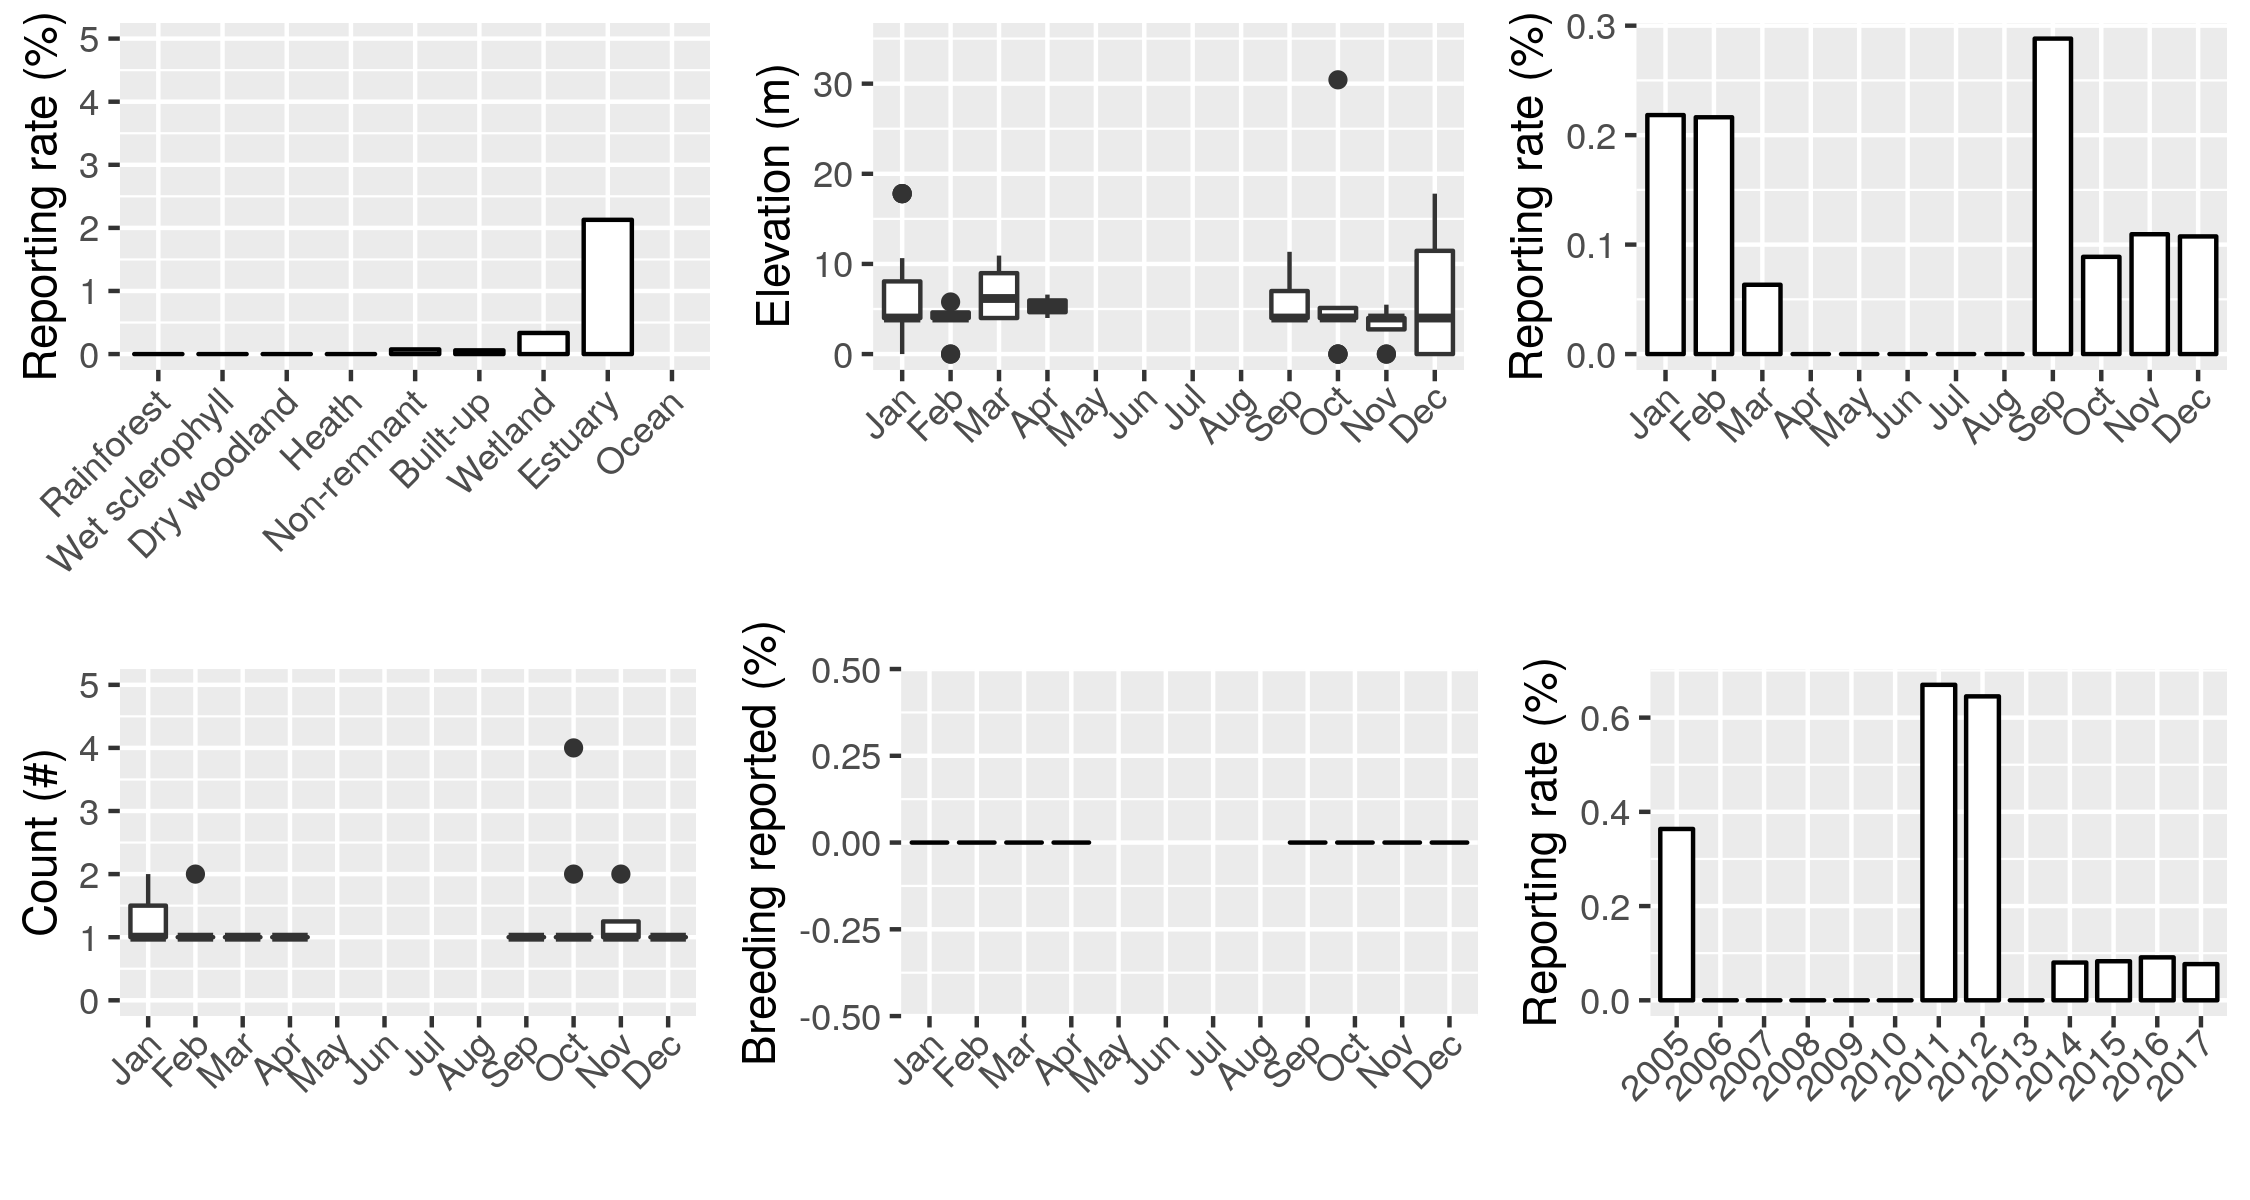 Reporting rate (%)
5
4
3
2
1
0
Rainforest
Wet sclerophyll
Dry woodland
Heath
Non-remnant
Built-up
Wetland
Estuary
Ocean
Elevation (m)
30
20
10
0
Jan
Feb
Mar
Apr
May
Jun
Jul
Aug
Sep
Oct
Nov
Dec
Reporting rate (%)
0.3
0.2
0.1
0.0
Jan
Feb
Mar
Apr
May
Jun
Jul
Aug
Sep
Oct
Nov
Dec
Count (#)
5
4
3
2
1
0
Jan
Feb
Mar
Apr
May
Jun
Jul
Aug
Sep
Oct
Nov
Dec
Breeding reported (%)
0.50
0.25
0.00
-0.25
-0.50
Jan
Feb
Mar
Apr
May
Jun
Jul
Aug
Sep
Oct
Nov
Dec
Reporting rate (%)
0.6
0.4
0.2
0.0
2005
2006
2007
2008
2009
2010
2011
2012
2013
2014
2015
2016
2017